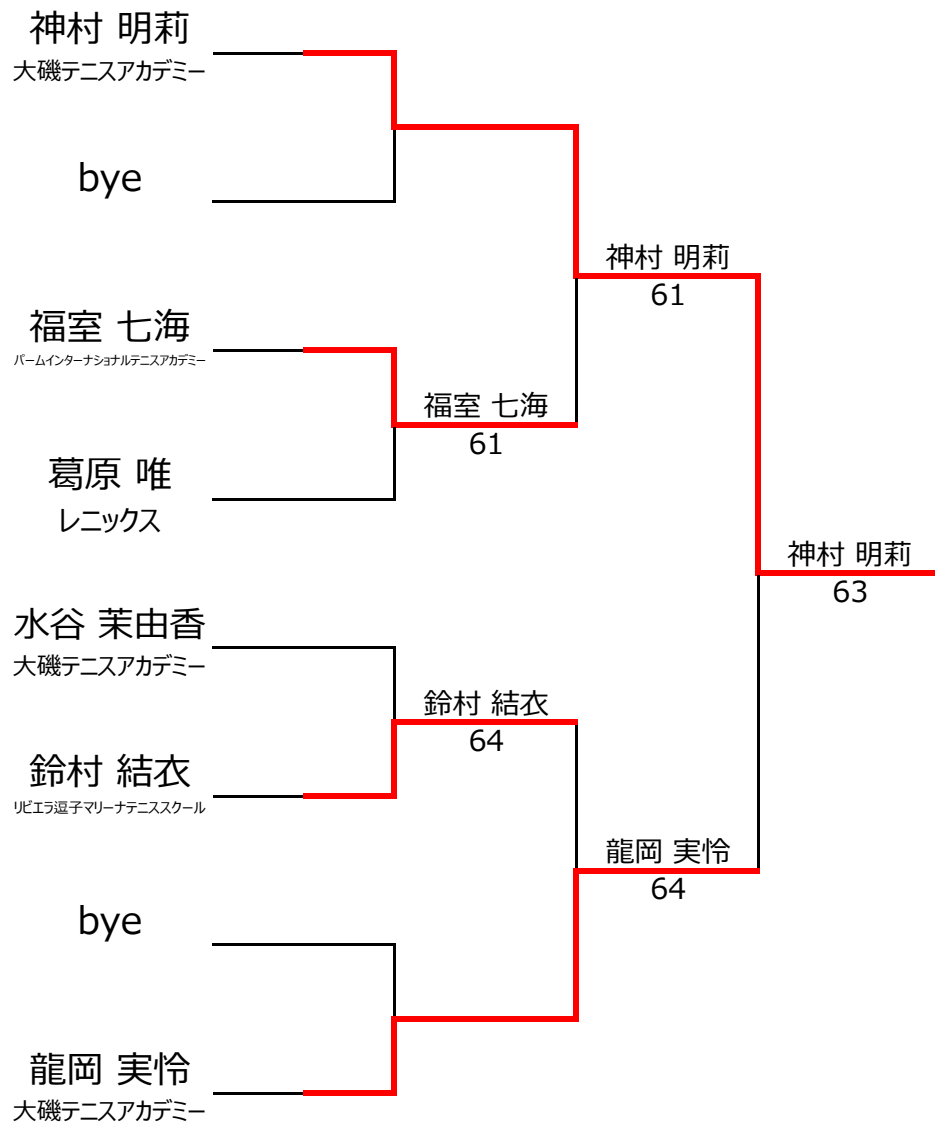 神村 明莉
大磯テニスアカデミー
bye
福室 七海
パームインターナショナルテニスアカデミー
葛原 唯
レニックス
水谷 茉由香
大磯テニスアカデミー
鈴村 結衣
リビエラ逗子マリーナテニススクール
bye
龍岡 実怜
大磯テニスアカデミー
福室 七海
61
鈴村 結衣
64
神村 明莉
61
龍岡 実怜
64
神村 明莉
63